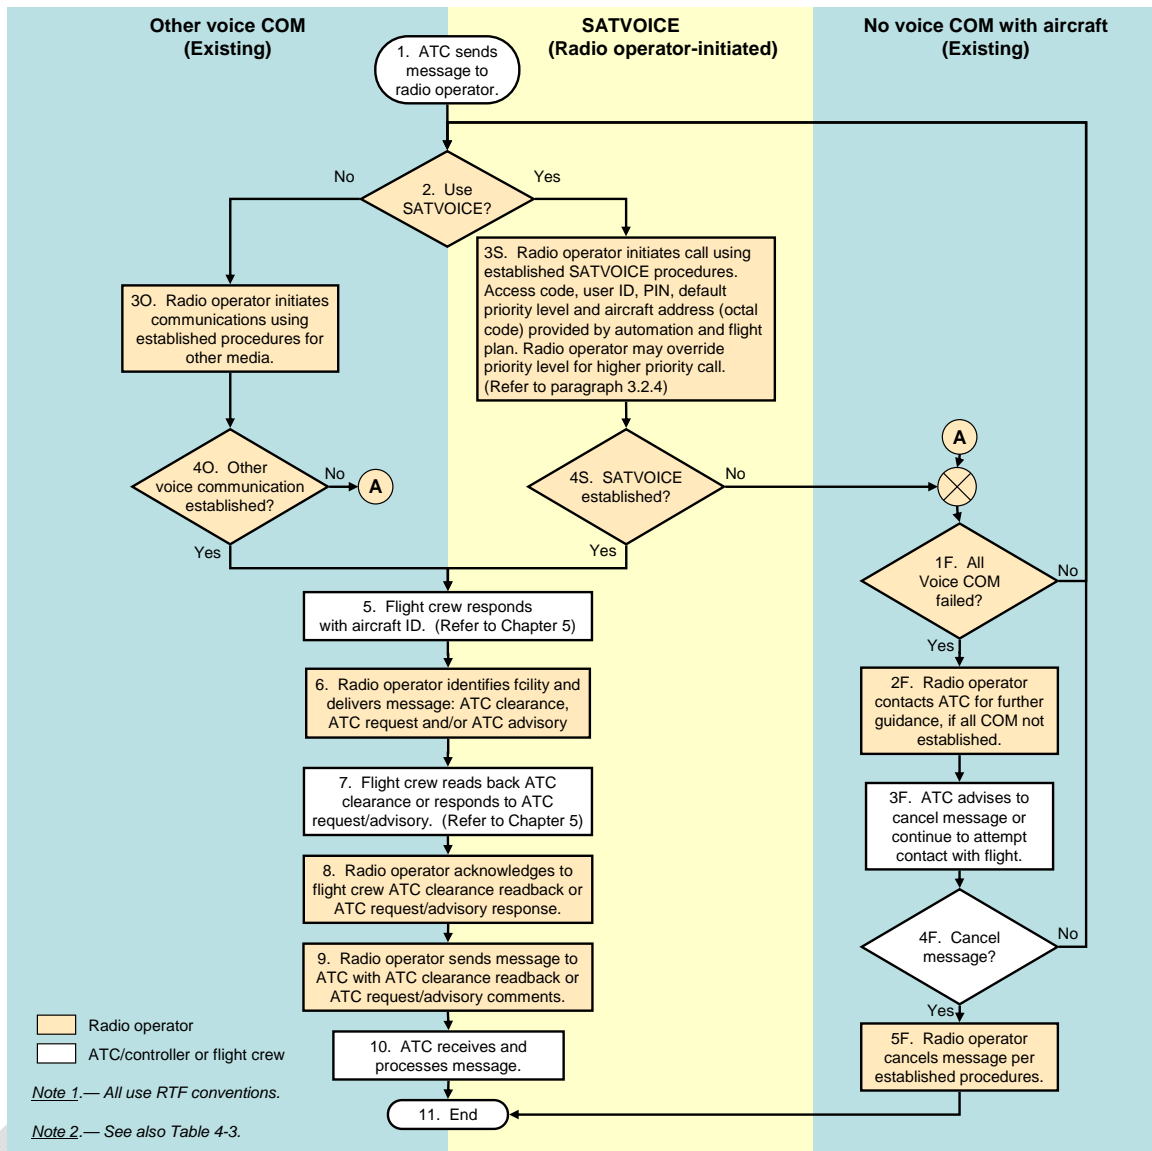 Other voice COM
(Existing)
SATVOICE
(Radio operator-initiated)
No voice COM with aircraft
(Existing)
1. ATC sends
message to
radio operator.
No
Yes
2. Use
SATVOICE?
3O. Radio operator initiates
communications using
established procedures for
other media.
3S. Radio operator initiates call using
established SATVOICE procedures.
Access code, user ID, PIN, default
priority level and aircraft address (octal
code) provided by automation and flight
plan. Radio operator may override
priority level for higher priority call.
(Refer to paragraph 3.2.4)
4O. Other
voice communication
established?
No
A
Yes
4S. SATVOICE
established?
No
Yes
A
1F. All
Voice COM
failed?
No
Yes
5. Flight crew responds
with aircraft ID. (Refer to Chapter 5)
6. Radio operator identifies fcility and
delivers message: ATC clearance,
ATC request and/or ATC advisory
7. Flight crew reads back ATC
clearance or responds to ATC
request/advisory. (Refer to Chapter 5)
8. Radio operator acknowledges to
flight crew ATC clearance readback or
ATC request/advisory response.
9. Radio operator sends message to
ATC with ATC clearance readback or
ATC request/advisory comments.
10. ATC receives and
processes message.
11. End
2F. Radio operator
contacts ATC for further
guidance, if all COM not
established.
3F. ATC advises to
cancel message or
continue to attempt
contact with flight.
4F. Cancel
message?
No
Yes
5F. Radio operator
cancels message per
established procedures.
Radio operator
ATC/controller or flight crew
Note 1.— All use RTF conventions.
Note 2.— See also Table 4-3.